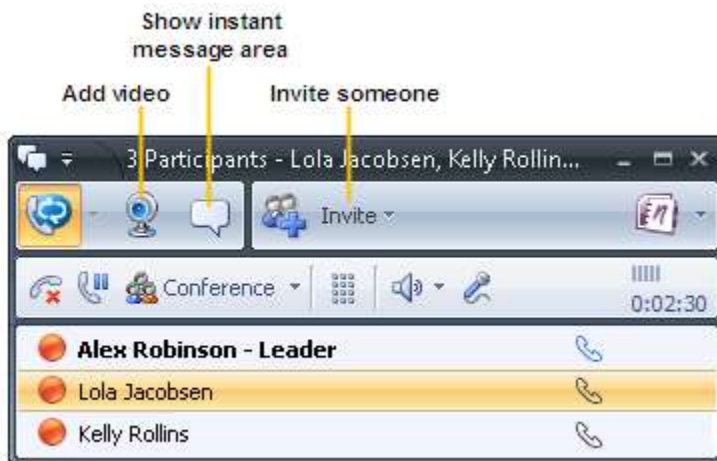 Show instant
message area
Add video
Invite someone
3 Participants - Lola Jacobsen, Kelly Rollin...
Invite
Conference
0:02:30
Alex Robinson - Leader
Lola Jacobsen
Kelly Rollins